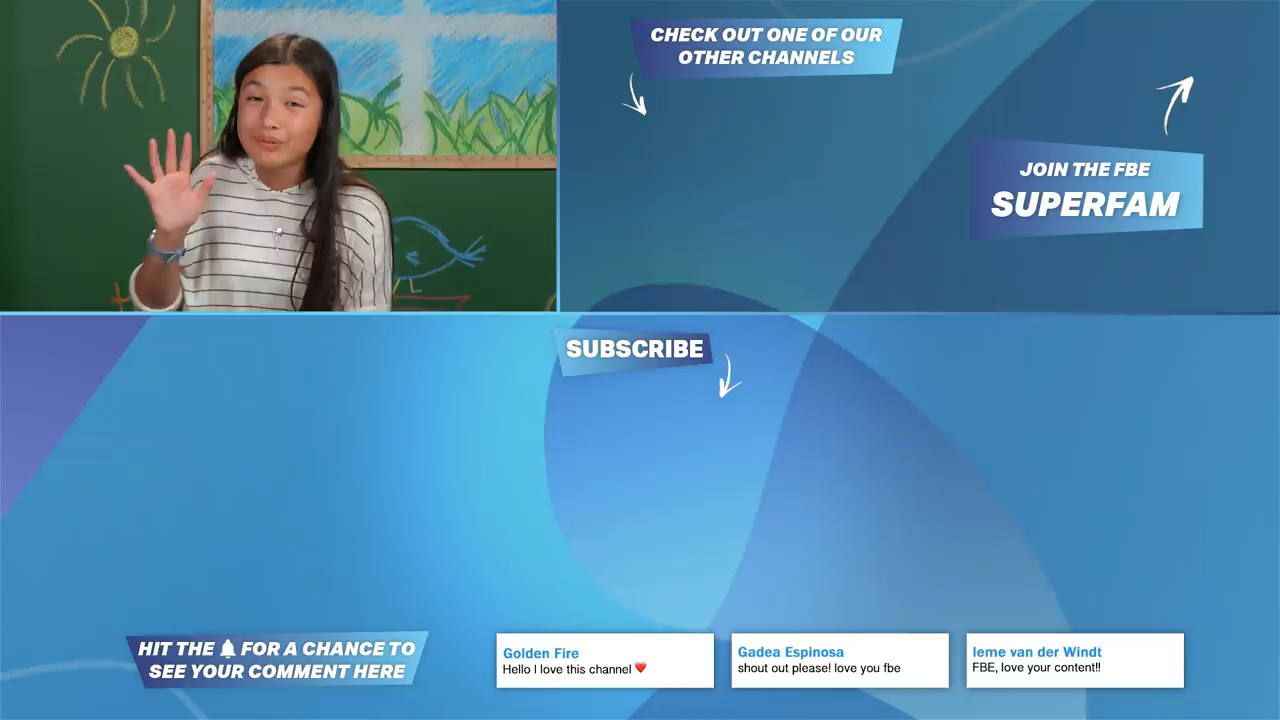 CHECK OUT ONE OF OUR
OTHER CHANNELS
JOIN THE FBE
SUPERFAM
SUBSCRIBE
HIT THE 🔔 FOR A CHANCE TO
SEE YOUR COMMENT HERE
Golden Fire
Hello I love this channel ❤️
Gadea Espinosa
shout out please! love you fbe
Ieme van der Windt
FBE, love your content!!